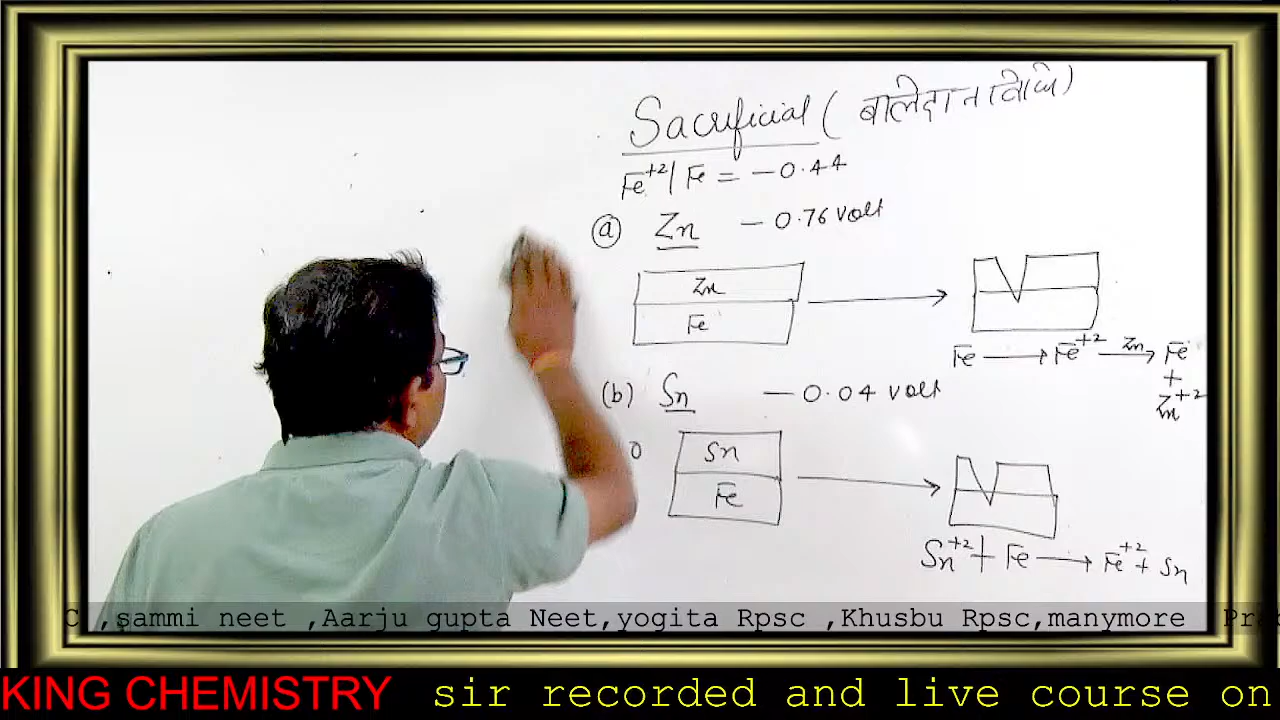 Sacrificial (बलिदान विधि)
Fe+2/Fe = -0.44
(a) Zn -0.76 volt
Zn
Fe
Fe → Fe+2 Zn→ Fe
+
Zn+2
(b) Sn -0.04 volt
Sn
Fe
Sn+2 + Fe → Fe+2 + Sn
C ,sammi neet ,Aarju gupta Neet,yogita Rpsc ,Khusbu Rpsc,manymore
KING CHEMISTRY sir recorded and live course on